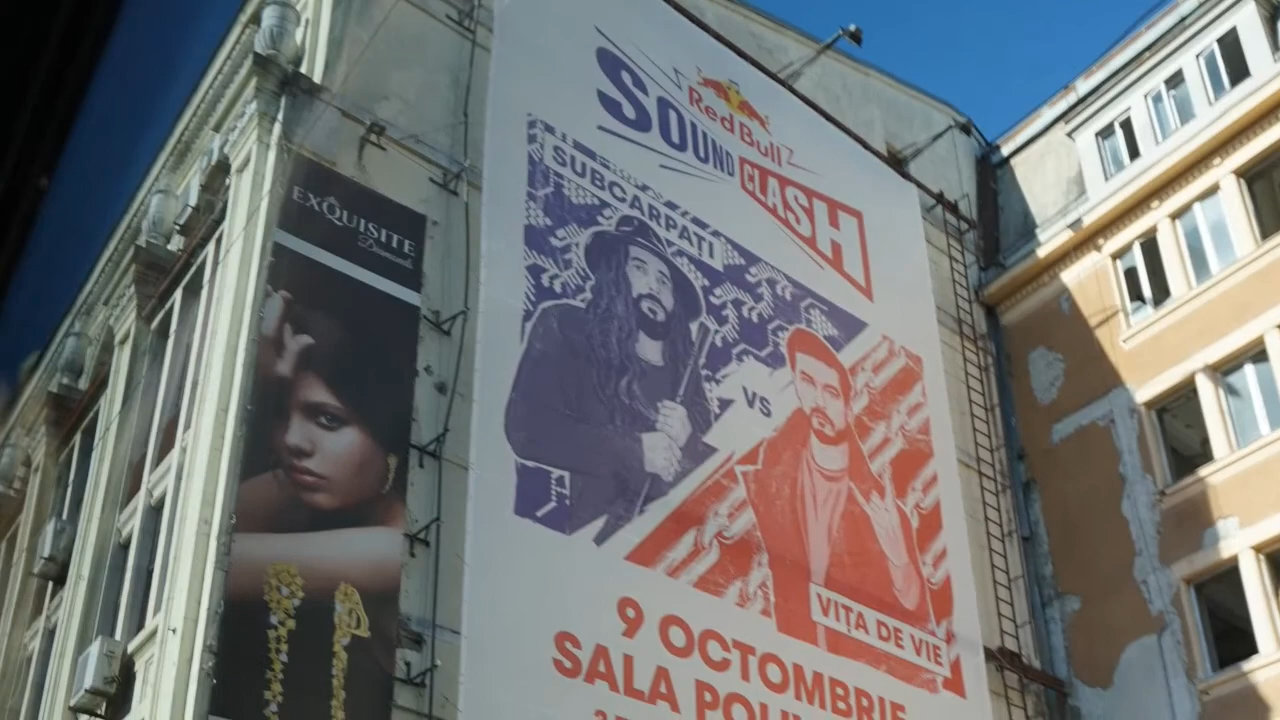 EXQUISITE
Diamonds
Red Bull
SOUND
CLASH
SUBCARPAȚI
VS
VIȚA DE VIE
9 OCTOMBRIE
SALA